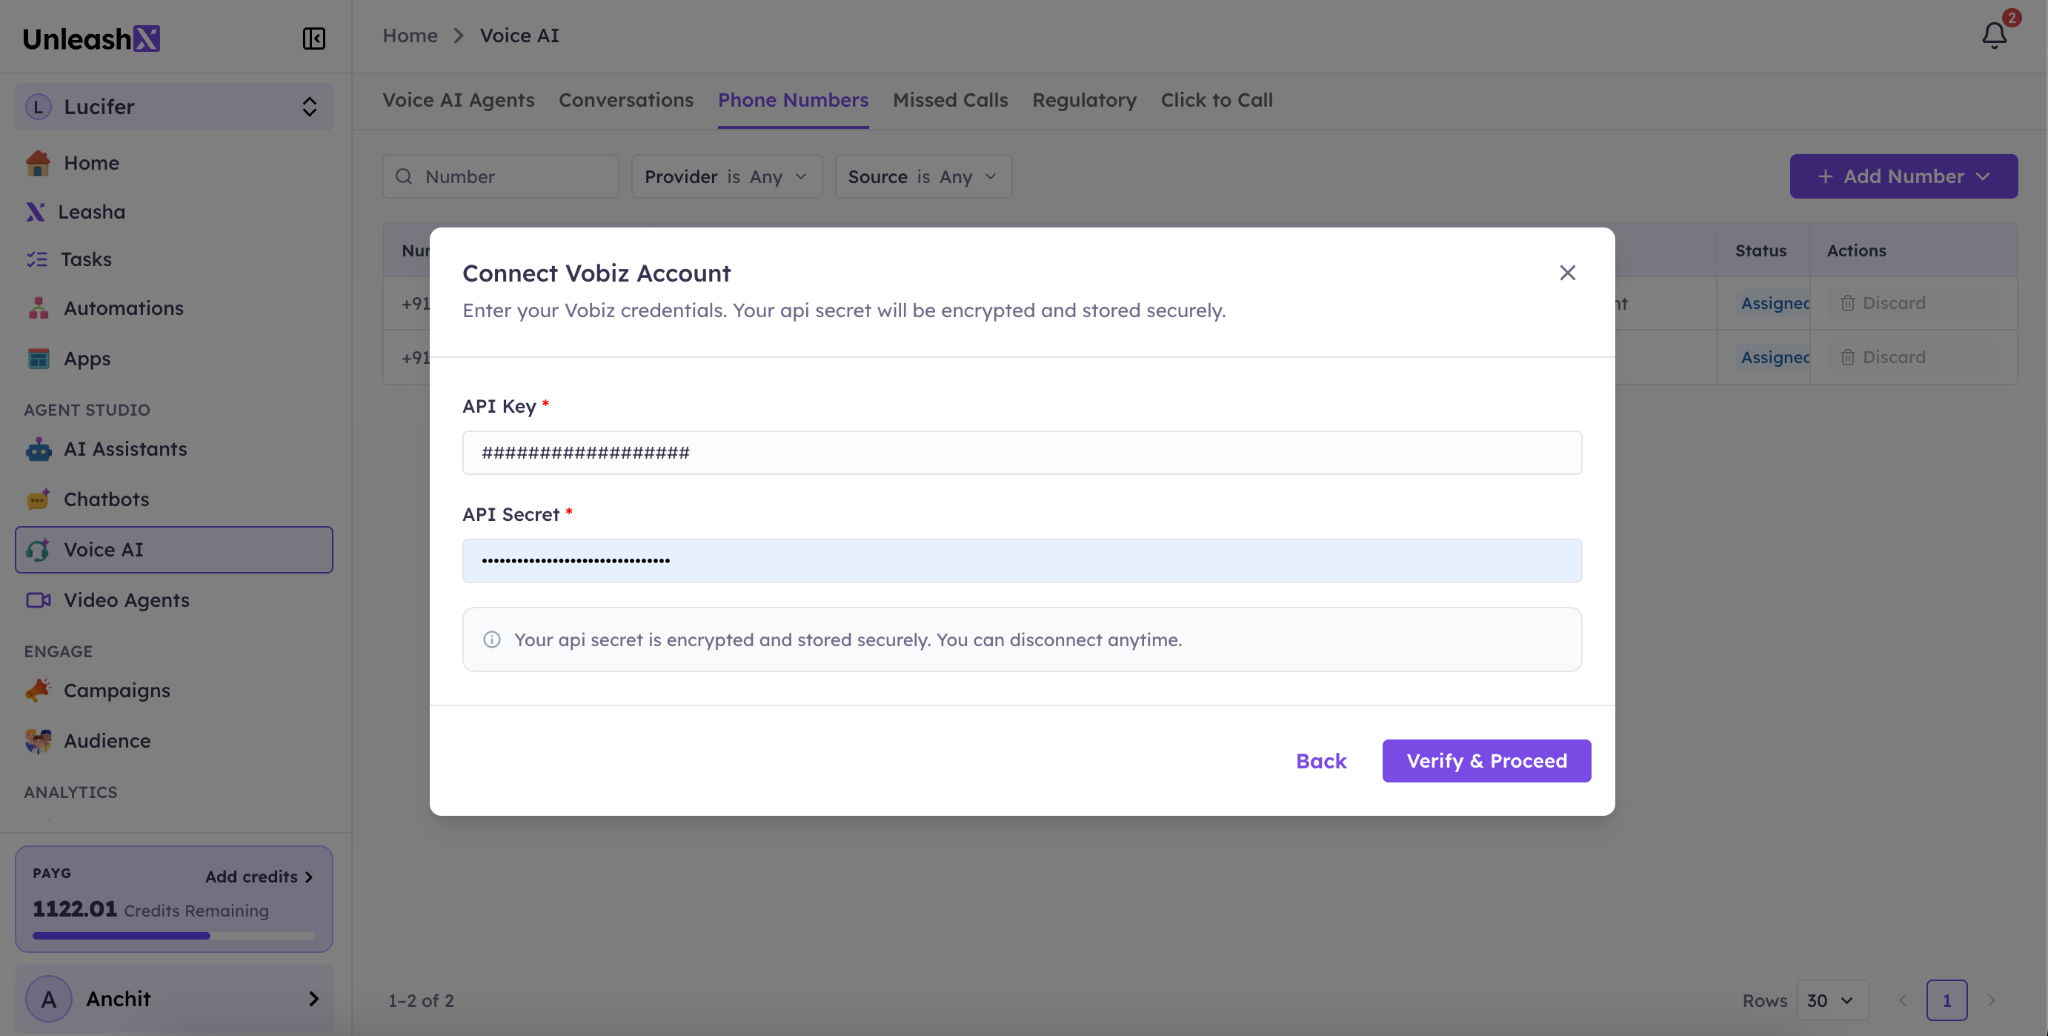 UnleashX
Home > Voice AI
2
L Lucifer
Home
Leasha
Tasks
Automations
Apps
AGENT STUDIO
AI Assistants
Chatbots
Voice AI
Video Agents
ENGAGE
Campaigns
Audience
ANALYTICS
PAYG
Add credits >
1122.01 Credits Remaining
A Anchit
Voice AI Agents Conversations Phone Numbers Missed Calls Regulatory Click to Call
Number Provider is Any Source is Any + Add Number
Status Actions
+91 Assigned Discard
+91 Assigned Discard
Connect Vobiz Account
Enter your Vobiz credentials. Your api secret will be encrypted and stored securely.
API Key *
##################
API Secret *
••••••••••••••••••••••••••••••••
Your api secret is encrypted and stored securely. You can disconnect anytime.
Back Verify & Proceed
1–2 of 2
Rows 30 < 1 >